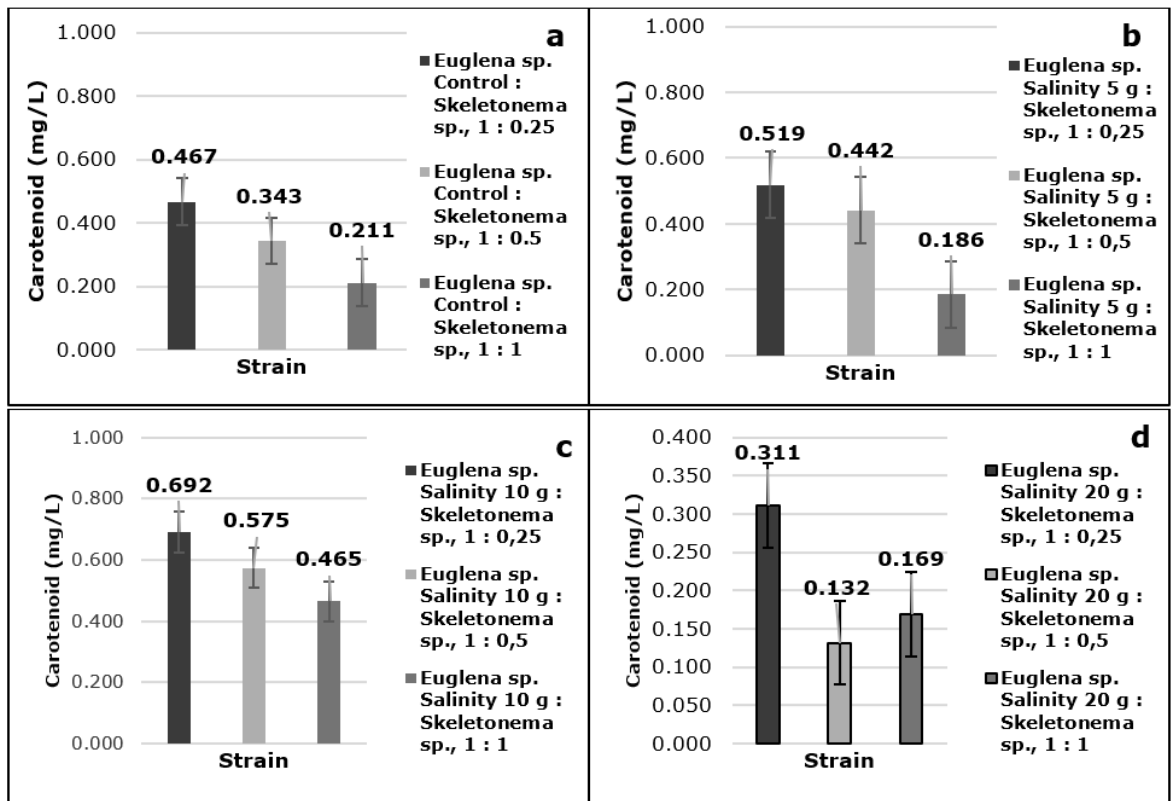 a
1.000
0.800
0.600
0.400
0.200
0.000
Carotenoid (mg/L)
0.467
0.343
0.211
Strain
Euglena sp.
Control :
Skeletonema
sp., 1 : 0.25
Euglena sp.
Control :
Skeletonema
sp., 1 : 0.5
Euglena sp.
Control :
Skeletonema
sp., 1 : 1
b
1.000
0.800
0.600
0.400
0.200
0.000
Carotenoid (mg/L)
0.519
0.442
0.186
Strain
Euglena sp.
Salinity 5 g :
Skeletonema
sp., 1 : 0,25
Euglena sp.
Salinity 5 g :
Skeletonema
sp., 1 : 0,5
Euglena sp.
Salinity 5 g :
Skeletonema
sp., 1 : 1
c
1.000
0.800
0.600
0.400
0.200
0.000
Carotenoid (mg/L)
0.692
0.575
0.465
Strain
Euglena sp.
Salinity 10 g :
Skeletonema
sp., 1 : 0,25
Euglena sp.
Salinity 10 g :
Skeletonema
sp., 1 : 0,5
Euglena sp.
Salinity 10 g :
Skeletonema
sp., 1 : 1
d
0.400
0.350
0.300
0.250
0.200
0.150
0.100
0.050
0.000
Carotenoid (mg/L)
0.311
0.132
0.169
Strain
Euglena sp.
Salinity 20 g :
Skeletonema
sp., 1 : 0,25
Euglena sp.
Salinity 20 g :
Skeletonema
sp., 1 : 0,5
Euglena sp.
Salinity 20 g :
Skeletonema
sp., 1 : 1